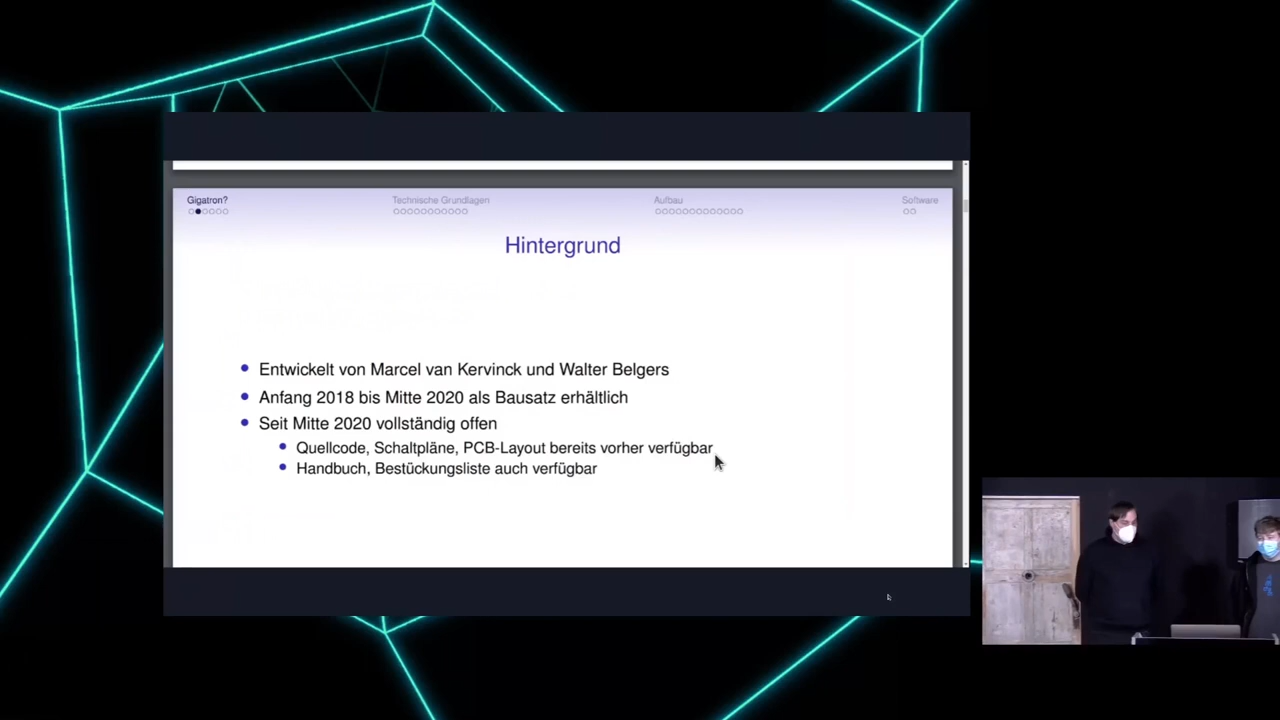 Gigatron?
Technische Grundlagen
Aufbau
Software
Hintergrund
Entwickelt von Marcel van Kervinck und Walter Belgers
Anfang 2018 bis Mitte 2020 als Bausatz erhältlich
Seit Mitte 2020 vollständig offen
Quellcode, Schaltpläne, PCB-Layout bereits vorher verfügbar
Handbuch, Bestückungsliste auch verfügbar